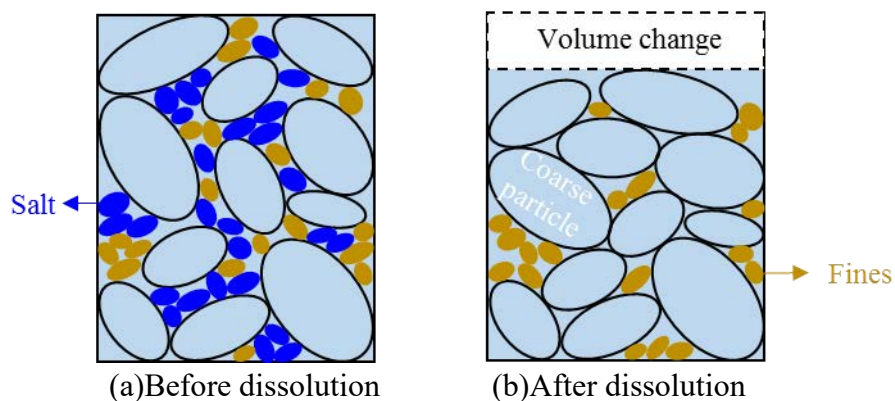 Volume change
Salt
Coarse
particle
Fines
(a)Before dissolution
(b)After dissolution